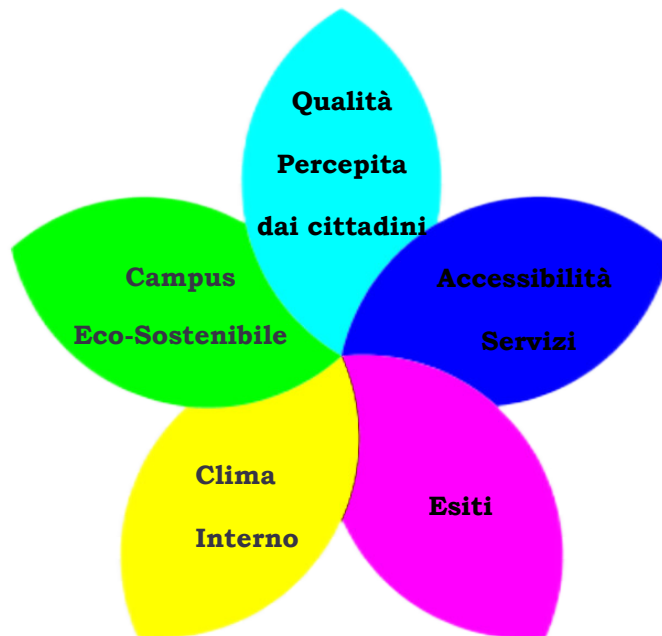 Qualità
Percepita
dai cittadini
Campus
Eco-Sostenibile
Accessibilità
Servizi
Clima
Interno
Esiti